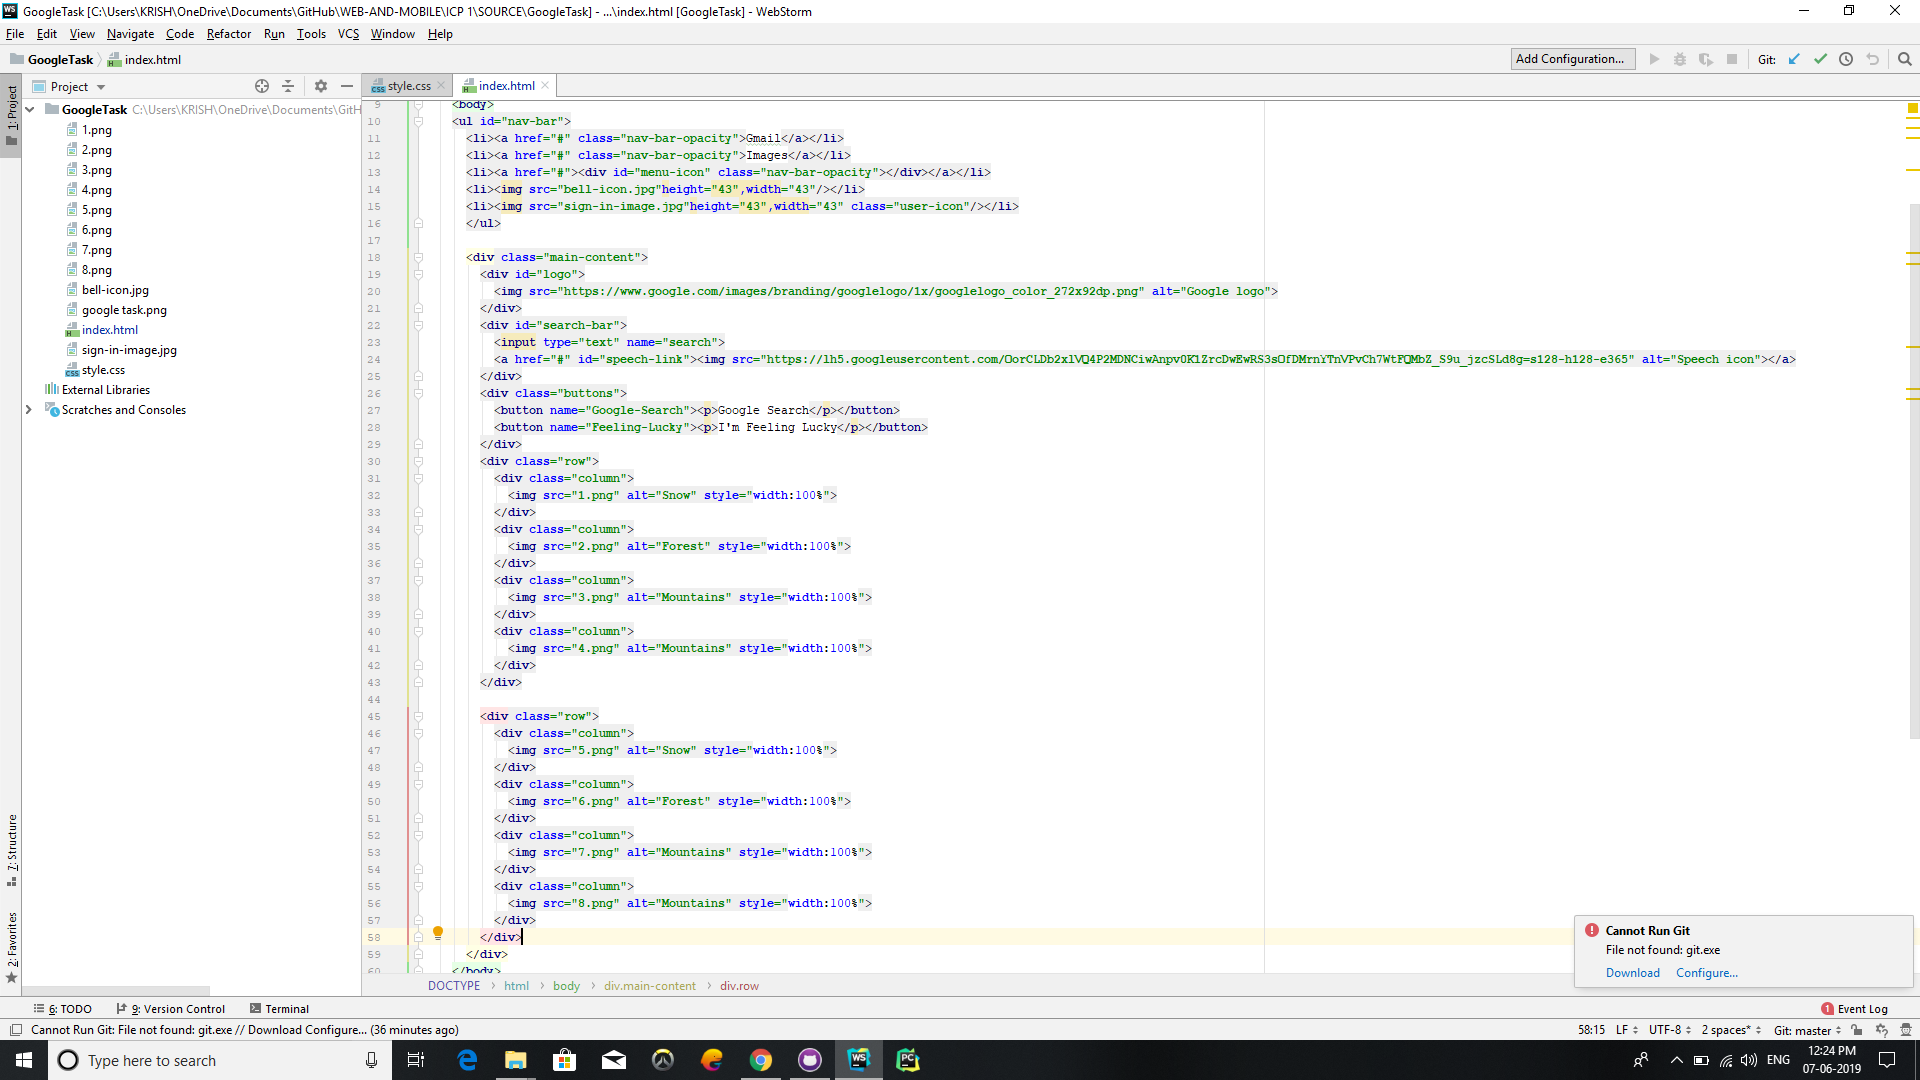 GoogleTask [C:\Users\KRISH\OneDrive\Documents\GitHub\WEB-AND-MOBILE\ICP 1\SOURCE\GoogleTask] - ...\index.html [GoogleTask] - WebStorm
File Edit View Navigate Code Refactor Run Tools VCS Window Help
GoogleTask index.html Add Configuration... Git:
Project style.css index.html
1: Project
GoogleTask C:\Users\KRISH\OneDrive\Documents\GitH
1.png
2.png
3.png
4.png
5.png
6.png
7.png
8.png
bell-icon.jpg
google task.png
index.html
sign-in-image.jpg
style.css
External Libraries
Scratches and Consoles
7: Structure
2: Favorites
9 <body>
10 <ul id="nav-bar">
11 <li><a href="#" class="nav-bar-opacity">Gmail</a></li>
12 <li><a href="#" class="nav-bar-opacity">Images</a></li>
13 <li><a href="#"><div id="menu-icon" class="nav-bar-opacity"></div></a></li>
14 <li><img src="bell-icon.jpg"height="43",width="43"/></li>
15 <li><img src="sign-in-image.jpg"height="43",width="43" class="user-icon"/></li>
16 </ul>
17
18 <div class="main-content">
19 <div id="logo">
20 <img src="https://www.google.com/images/branding/googlelogo/1x/googlelogo_color_272x92dp.png" alt="Google logo">
21 </div>
22 <div id="search-bar">
23 <input type="text" name="search">
24 <a href="#" id="speech-link"><img src= alt="Speech icon"></a>
25 </div>
26 <div class="buttons">
27 <button name="Google-Search"><p>Google Search</p></button>
28 <button name="Feeling-Lucky"><p>I'm Feeling Lucky</p></button>
29 </div>
30 <div class="row">
31 <div class="column">
32 <img src="1.png" alt="Snow" style="width:100%">
33 </div>
34 <div class="column">
35 <img src="2.png" alt="Forest" style="width:100%">
36 </div>
37 <div class="column">
38 <img src="3.png" alt="Mountains" style="width:100%">
39 </div>
40 <div class="column">
41 <img src="4.png" alt="Mountains" style="width:100%">
42 </div>
43 </div>
44
45 <div class="row">
46 <div class="column">
47 <img src="5.png" alt="Snow" style="width:100%">
48 </div>
49 <div class="column">
50 <img src="6.png" alt="Forest" style="width:100%">
51 </div>
52 <div class="column">
53 <img src="7.png" alt="Mountains" style="width:100%">
54 </div>
55 <div class="column">
56 <img src="8.png" alt="Mountains" style="width:100%">
57 </div>
58 </div>
59 </div>
60 </body>
Cannot Run Git
File not found: git.exe
Download Configure...
DOCTYPE html body div.main-content div.row
6: TODO 9: Version Control Terminal 1 Event Log
Cannot Run Git: File not found: git.exe // Download Configure... (36 minutes ago) 58:15 LF UTF-8 2 spaces* Git: master
Type here to search ENG 12:24 PM
07-06-2019